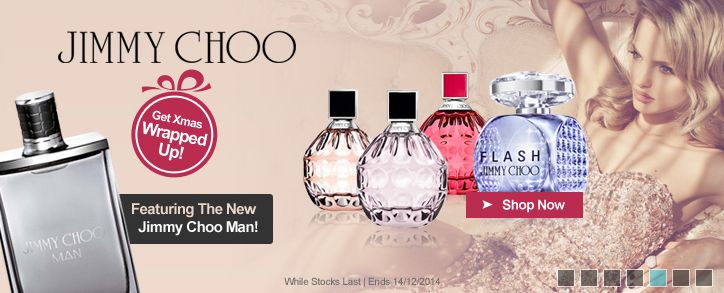 JIMMY CHOO
Get Xmas
Wrapped
Up!
Featuring The New
Jimmy Choo Man!
JIMMY CHOO
MAN
FLASH
JIMMY CHOO
➤ Shop Now
While Stocks Last | Ends 14/12/2014